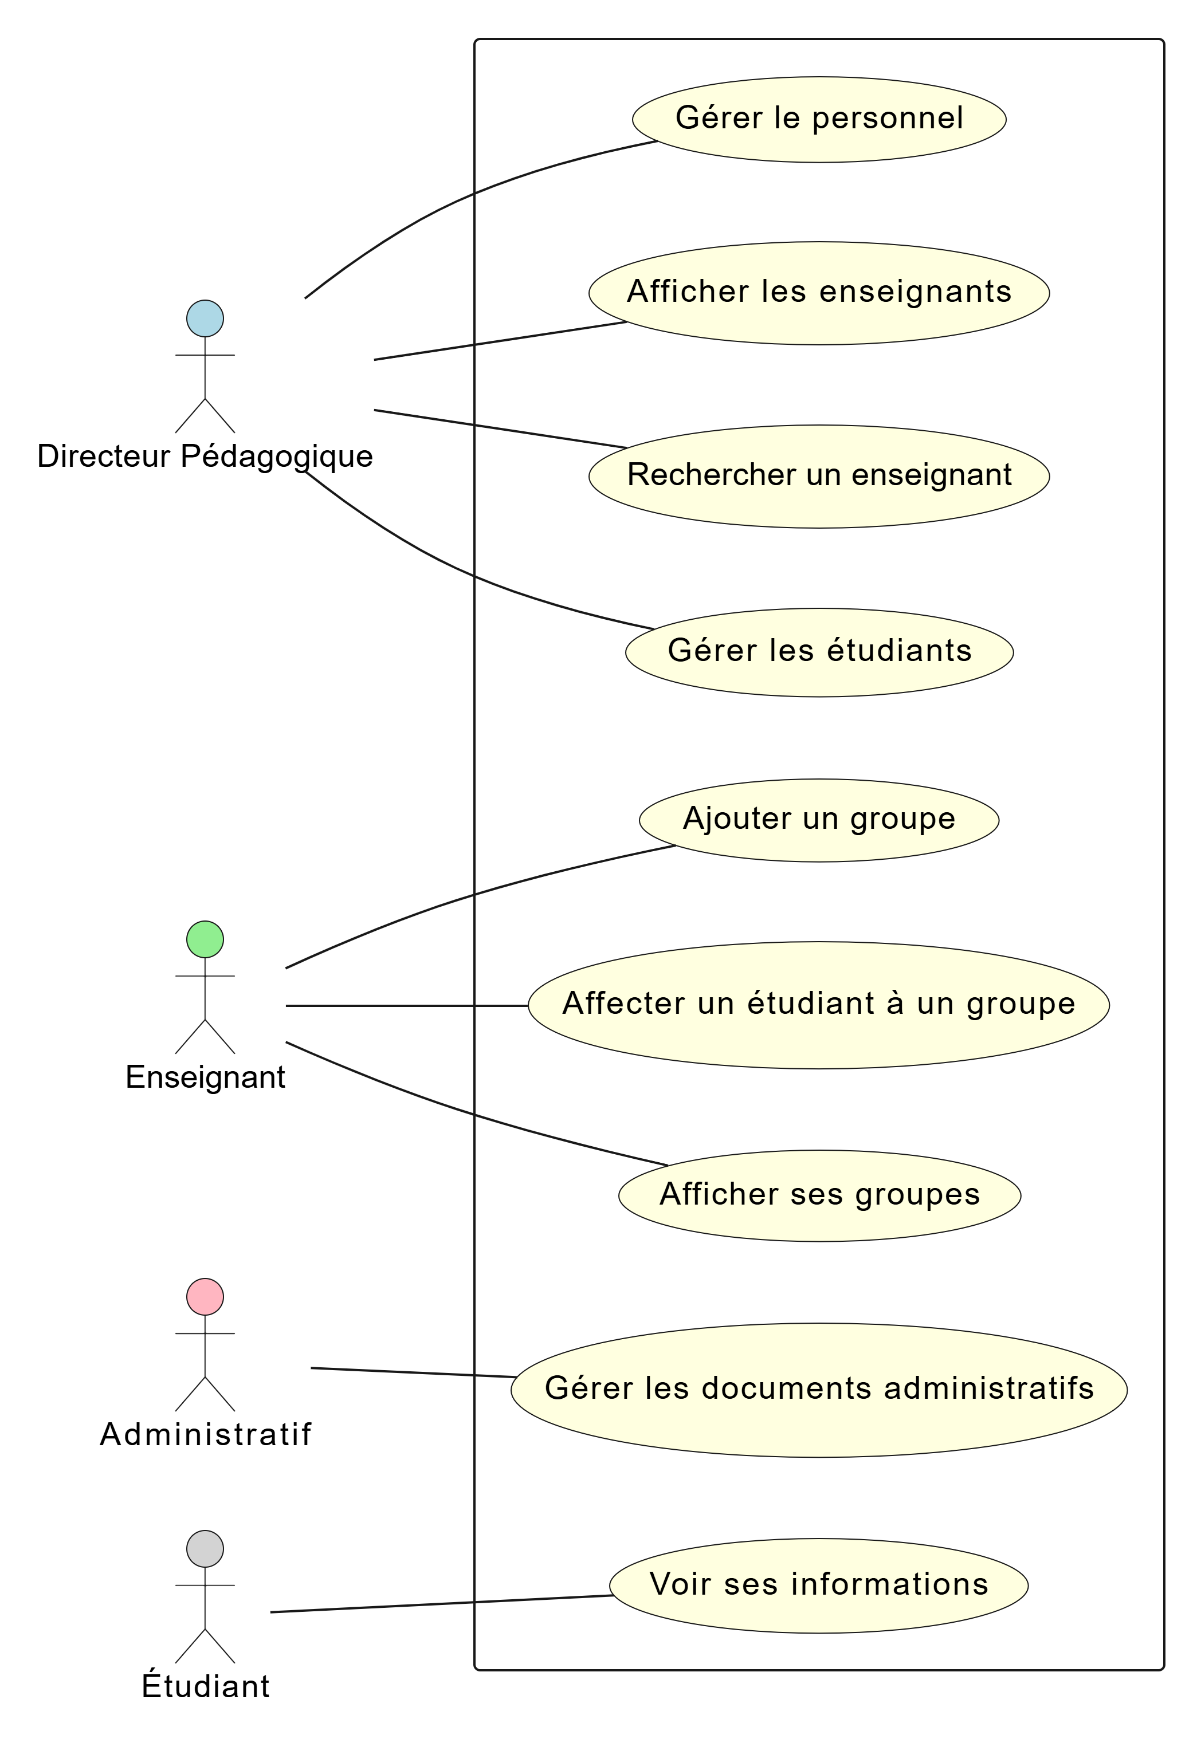 Gérer le personnel
Afficher les enseignants
Directeur Pédagogique
Rechercher un enseignant
Gérer les étudiants
Ajouter un groupe
Affecter un étudiant à un groupe
Enseignant
Afficher ses groupes
Gérer les documents administratifs
Administratif
Voir ses informations
Étudiant